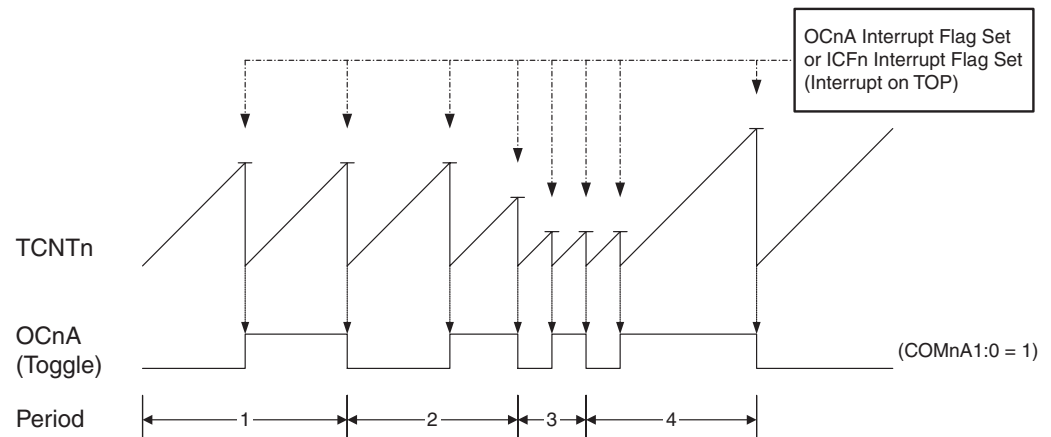 OCnA Interrupt Flag Set
or ICFn Interrupt Flag Set
(Interrupt on TOP)
TCNTn
OCnA
(Toggle)
(COMnA1:0 = 1)
Period
1
2
3
4